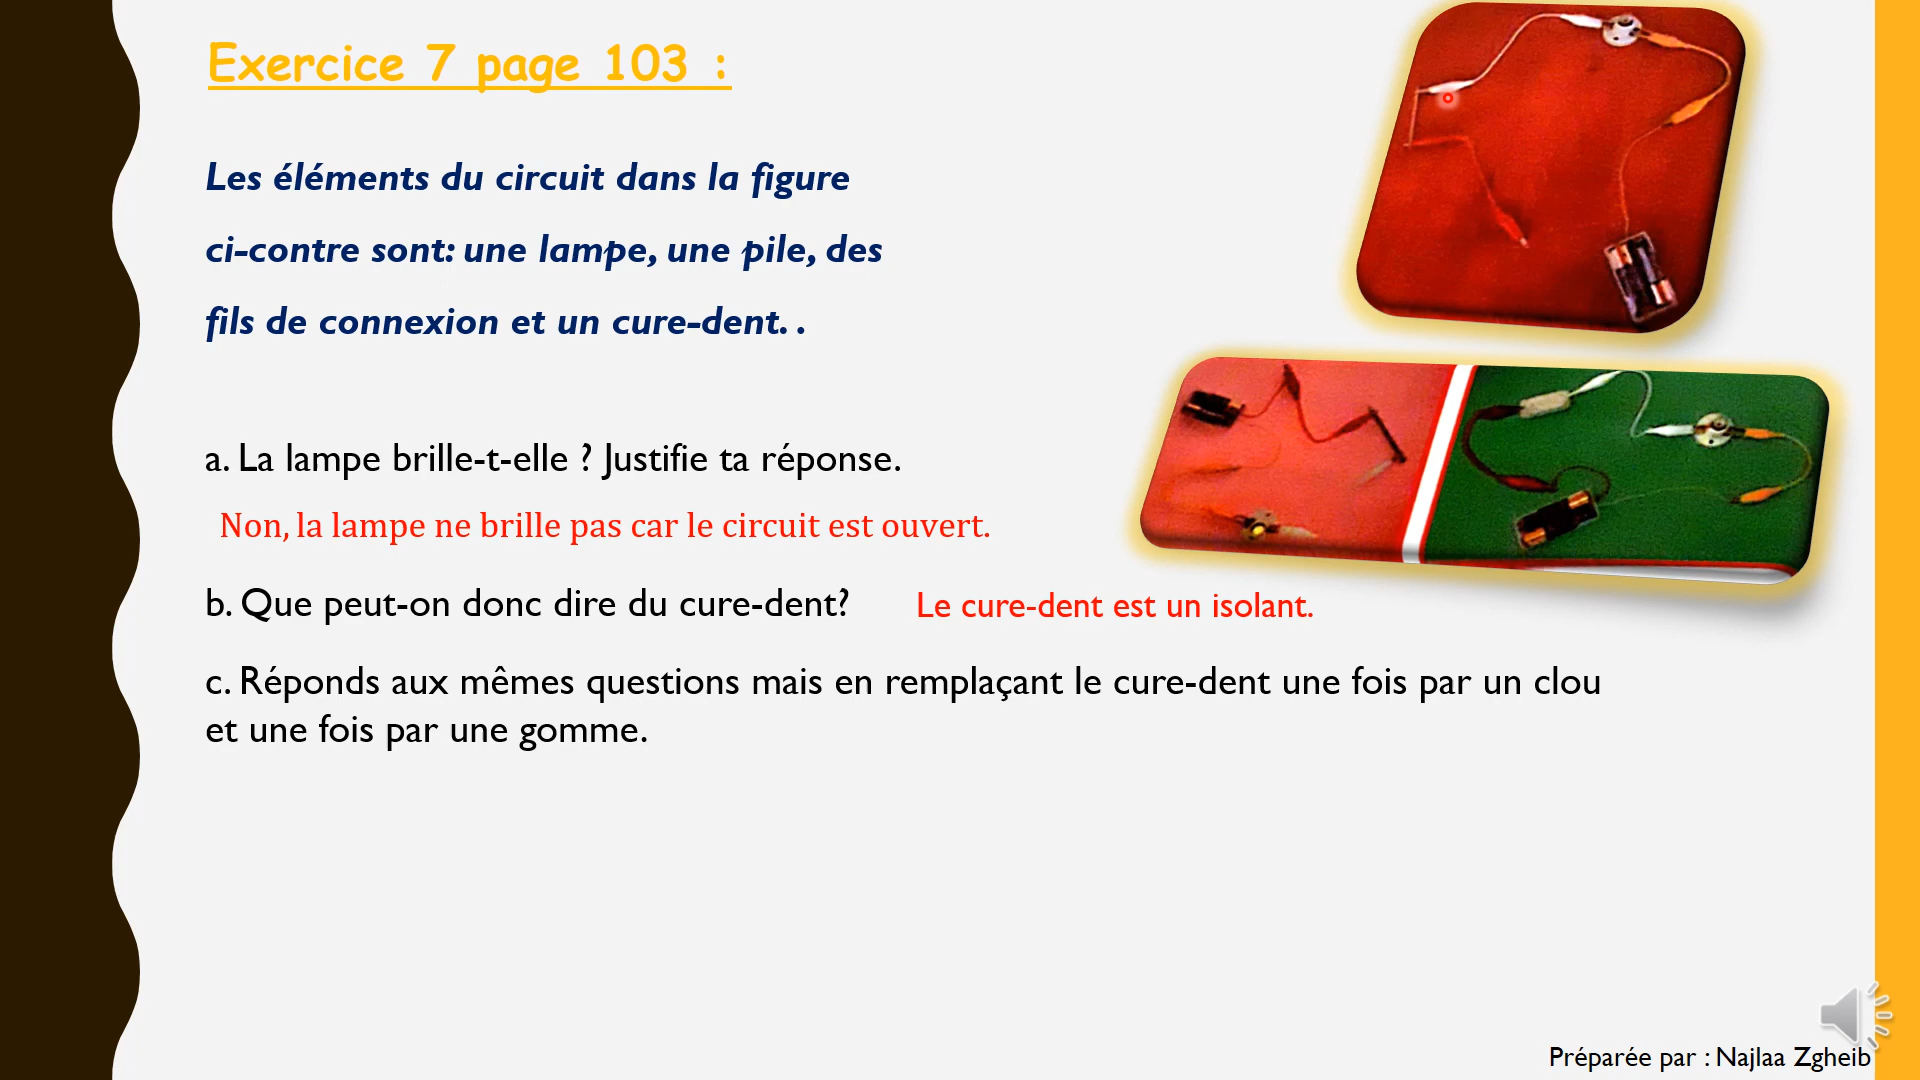 Exercice 7 page 103 :
Les éléments du circuit dans la figure
ci-contre sont: une lampe, une pile, des
fils de connexion et un cure-dent. .
a. La lampe brille-t-elle ? Justifie ta réponse.
Non, la lampe ne brille pas car le circuit est ouvert.
b. Que peut-on donc dire du cure-dent?
Le cure-dent est un isolant.
c. Réponds aux mêmes questions mais en remplaçant le cure-dent une fois par un clou
et une fois par une gomme.
Préparée par : Najlaa Zgheib